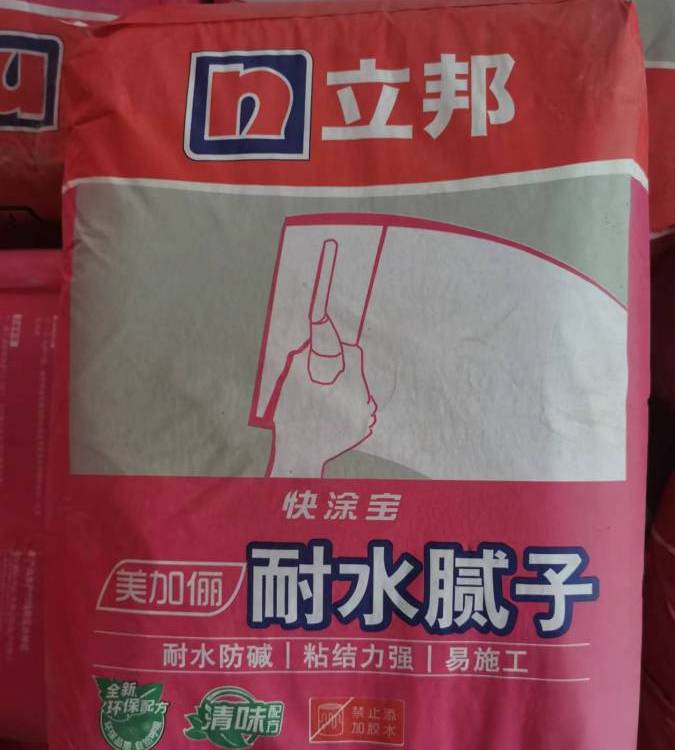 n 立邦
快涂宝
美加俪 耐水腻子
耐水防碱 | 粘结力强 | 易施工
全新
环保配方
清味配方
禁止添
加胶水